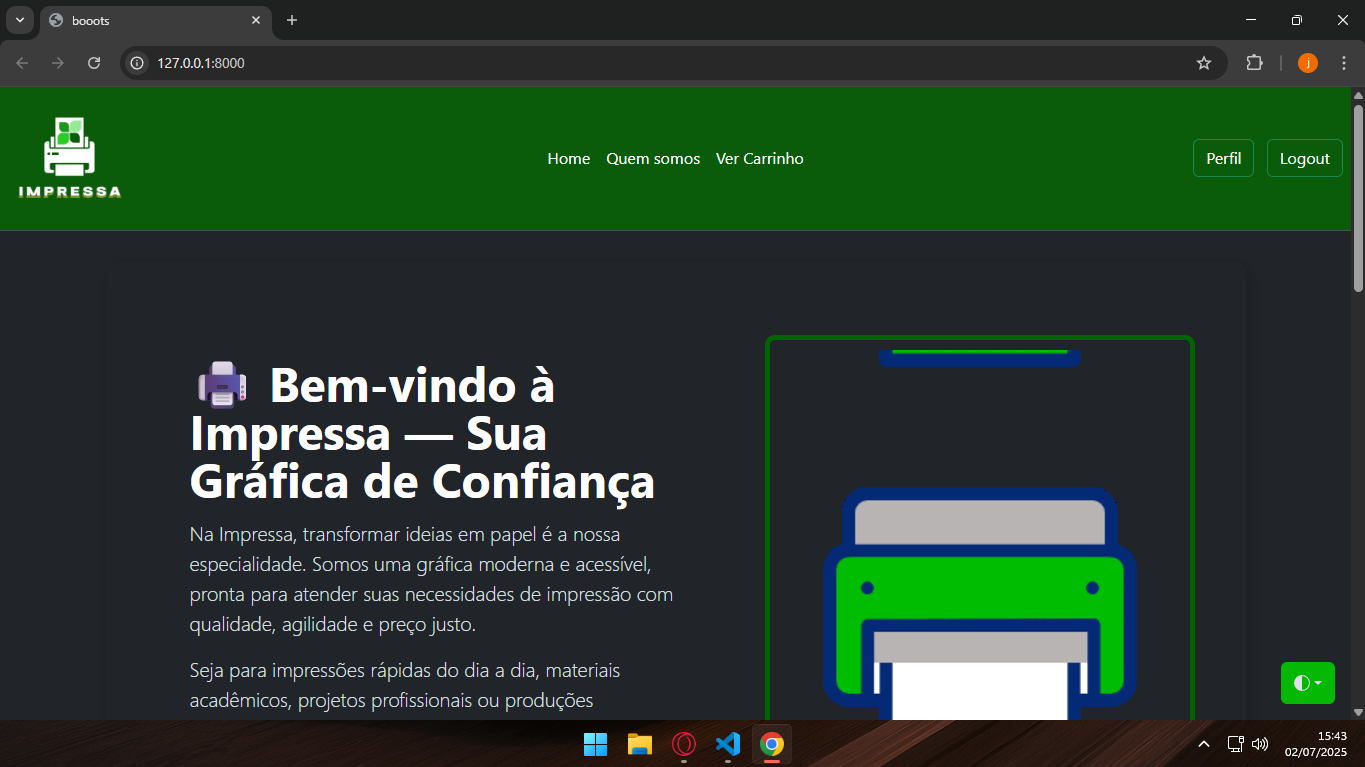 booots
127.0.0.1:8000
j
IMPRESSA
Home Quem somos Ver Carrinho
Perfil Logout
Bem-vindo à
Impressa — Sua
Gráfica de Confiança
Na Impressa, transformar ideias em papel é a nossa
especialidade. Somos uma gráfica moderna e acessível,
pronta para atender suas necessidades de impressão com
qualidade, agilidade e preço justo.
Seja para impressões rápidas do dia a dia, materiais
acadêmicos, projetos profissionais ou produções
15:43
02/07/2025